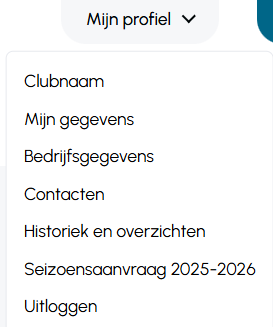 Mijn profiel
Clubnaam
Mijn gegevens
Bedrijfsgegevens
Contacten
Historiek en overzichten
Seizoensaanvraag 2025-2026
Uitloggen